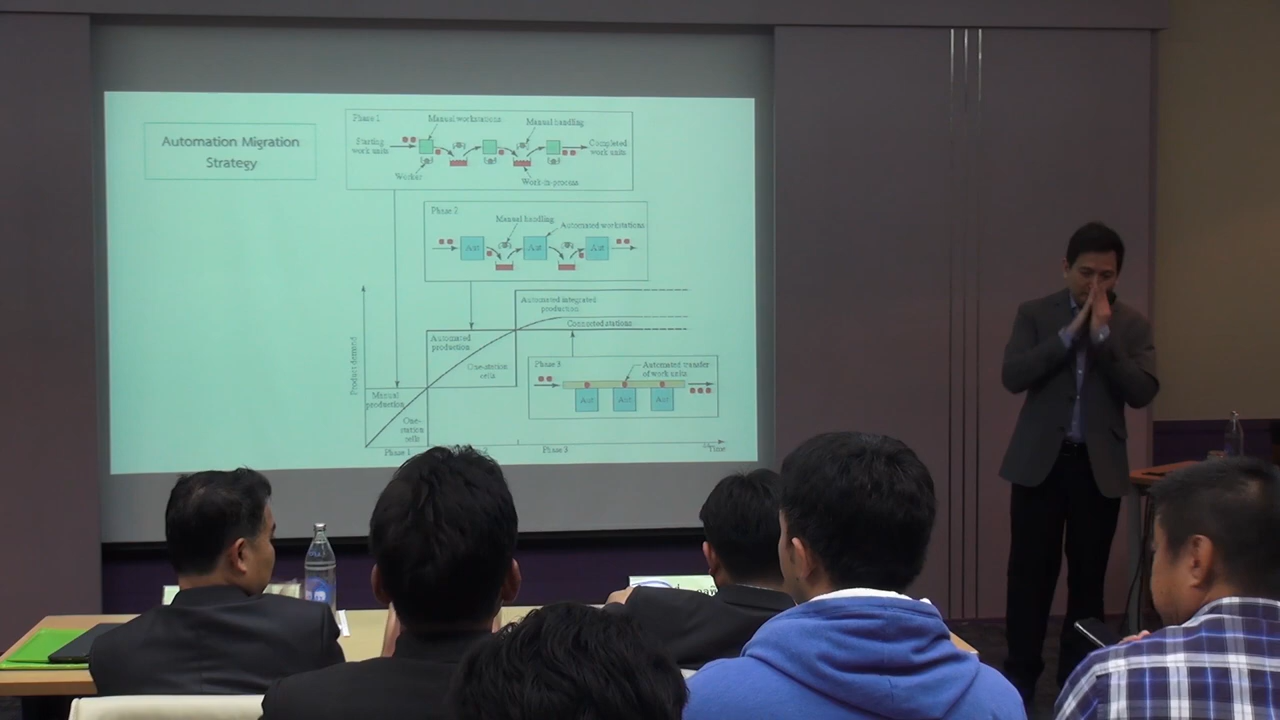 Automation Migration
Strategy
Phase 1
Manual workstations
Manual handling
Starting
work units
Completed
work units
Worker
Work-in-process
Phase 2
Manual handling
Automated workstations
Aut
Aut
Aut
Automated integrated
production
Connected stations
Automated
production
One-station
cells
Product demand
Phase 3
Automated transfer
of work units
Aut
Aut
Aut
Manual
production
One-
station
cells
Phase 1
Phase 3
Time